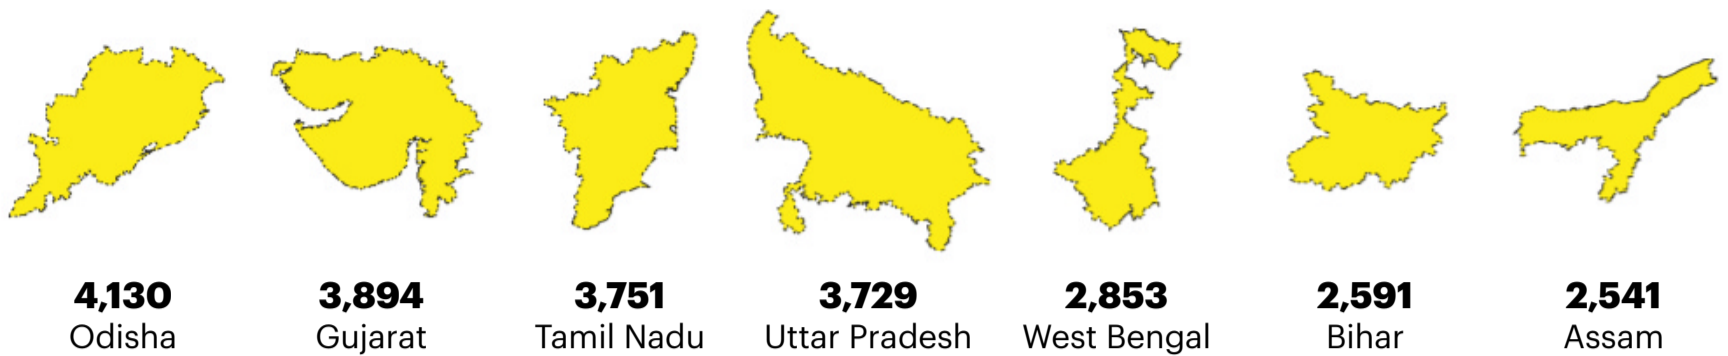 4,130 3,894 3,751 3,729 2,853 2,591 2,541
Odisha Gujarat Tamil Nadu Uttar Pradesh West Bengal Bihar Assam